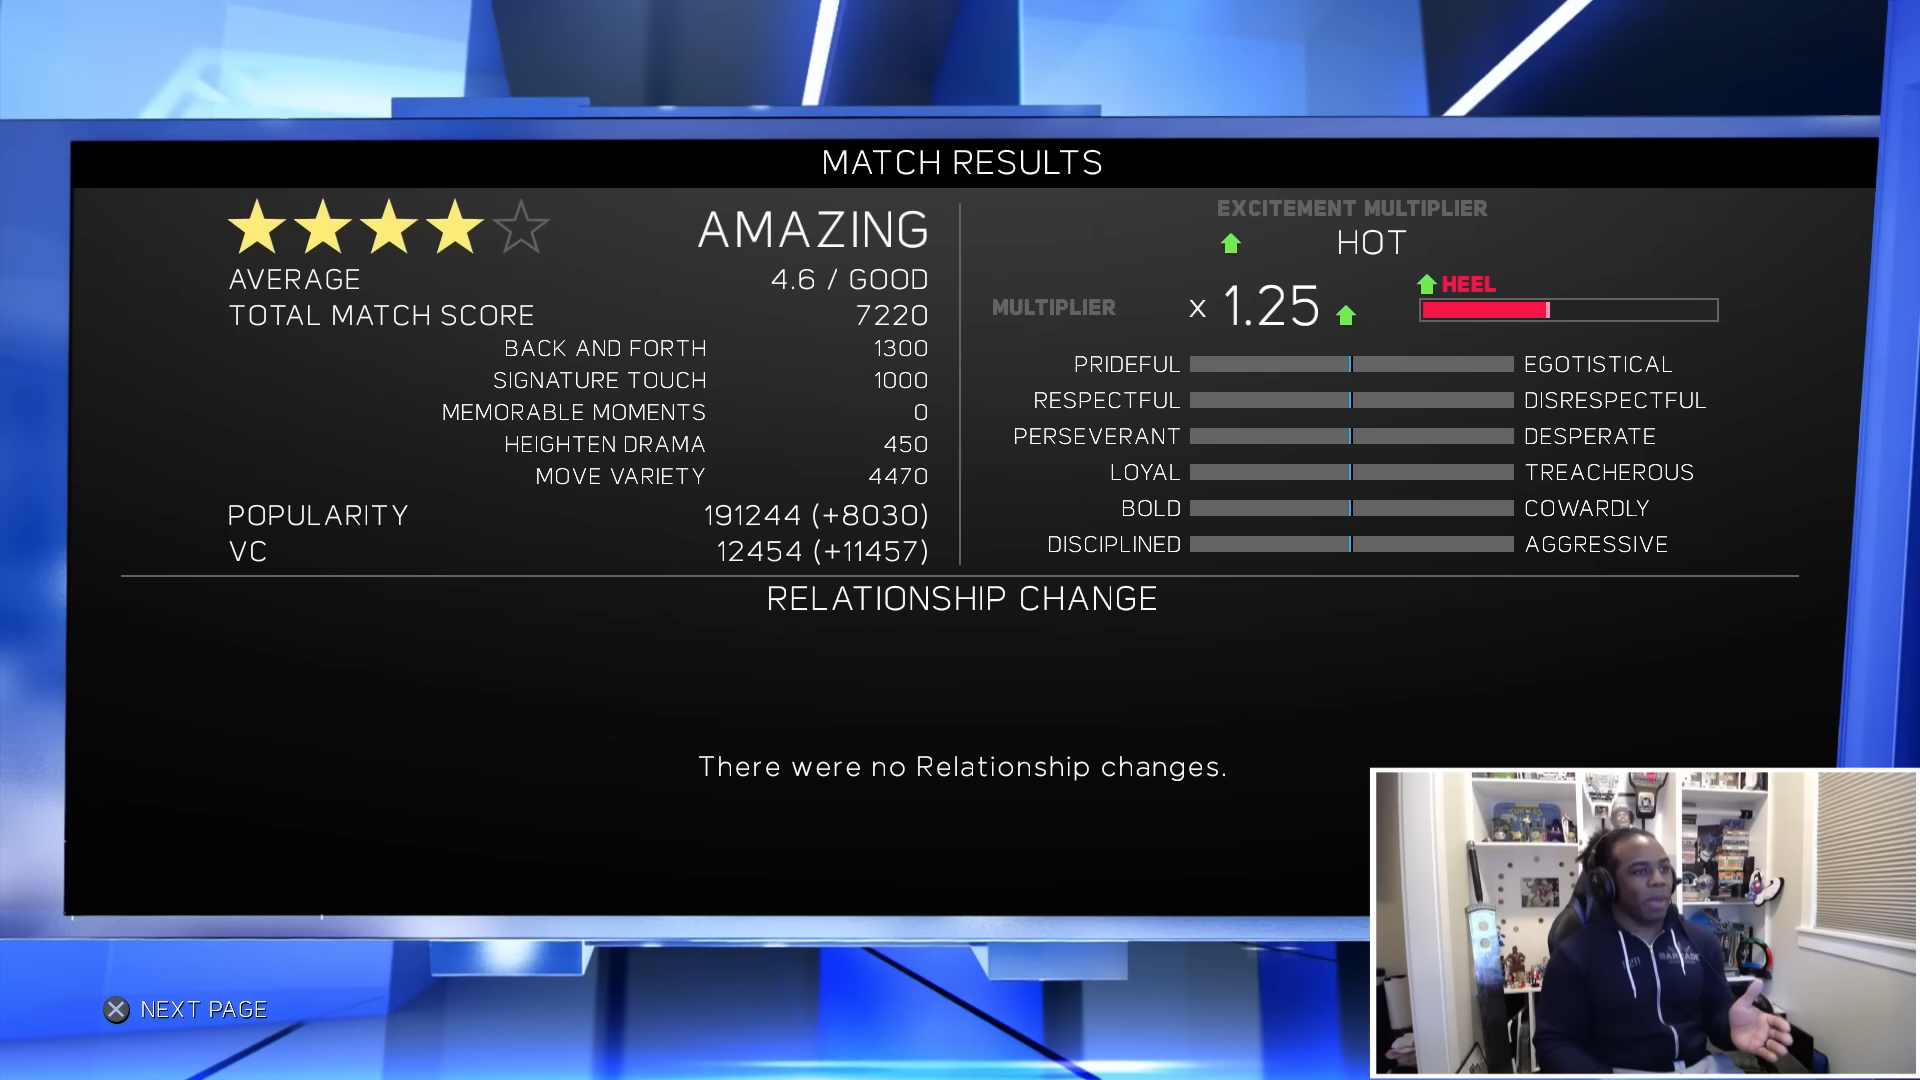 MATCH RESULTS
AMAZING
AVERAGE 4.6 / GOOD
TOTAL MATCH SCORE 7220
BACK AND FORTH 1300
SIGNATURE TOUCH 1000
MEMORABLE MOMENTS 0
HEIGHTEN DRAMA 450
MOVE VARIETY 4470
POPULARITY 191244 (+8030)
VC 12454 (+11457)
EXCITEMENT MULTIPLIER
HOT
MULTIPLIER x 1.25
HEEL
PRIDEFUL EGOTISTICAL
RESPECTFUL DISRESPECTFUL
PERSEVERANT DESPERATE
LOYAL TREACHEROUS
BOLD COWARDLY
DISCIPLINED AGGRESSIVE
RELATIONSHIP CHANGE
There were no Relationship changes.
NEXT PAGE